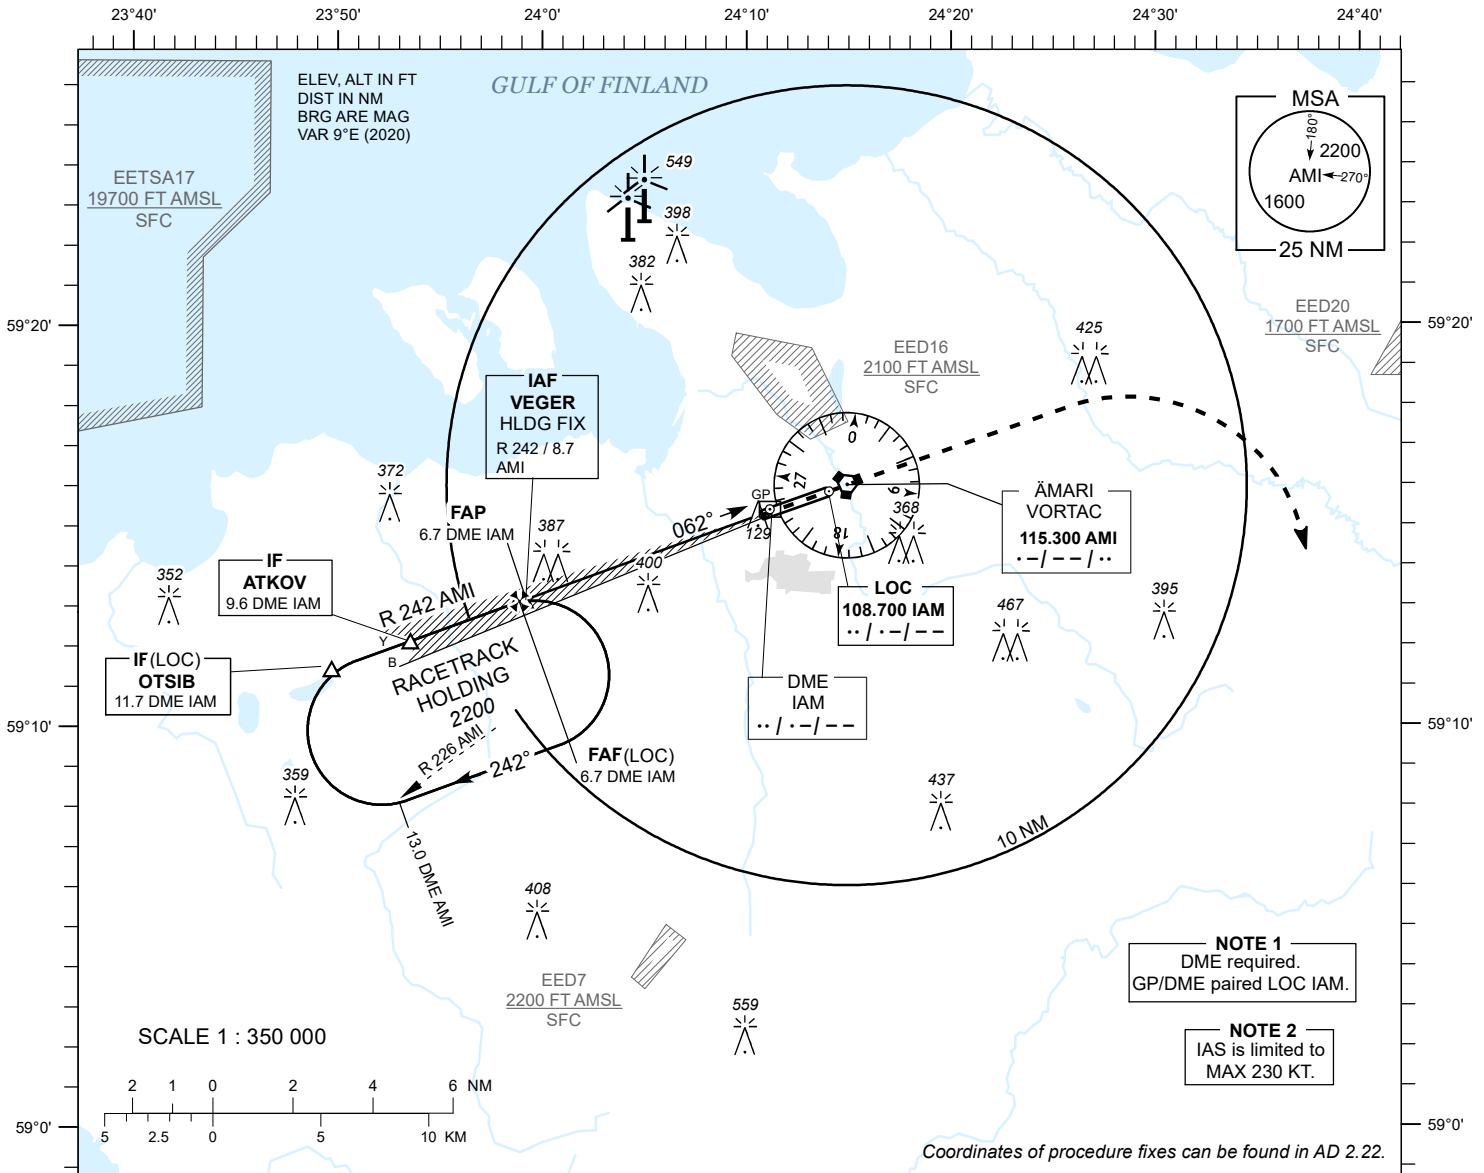 23°40'
23°50'
24°0'
24°10'
24°20'
24°30'
24°40'
ELEV, ALT IN FT
DIST IN NM
BRG ARE MAG
VAR 9°E (2020)
GULF OF FINLAND
MSA
180°
2200
AMI
270°
1600
25 NM
EETSA17
19700 FT AMSL
SFC
549
398
382
59°20'
59°20'
EED20
1700 FT AMSL
SFC
425
EED16
2100 FT AMSL
SFC
IAF
VEGER
HLDG FIX
R 242 / 8.7
AMI
0
27
9
18
372
GP
129
368
ÄMARI
VORTAC
115.300 AMI
·–/––/··
FAP
6.7 DME IAM
387
062°
400
IF
ATKOV
9.6 DME IAM
352
R 242 AMI
Y
B
LOC
108.700 IAM
··/·–/––
467
395
IF(LOC)
OTSIB
11.7 DME IAM
RACETRACK
HOLDING
2200
R 226 AMI
242°
DME
IAM
··/·–/––
59°10'
59°10'
FAF(LOC)
6.7 DME IAM
359
437
10 NM
13.0 DME AMI
408
EED7
2200 FT AMSL
SFC
559
NOTE 1
DME required.
GP/DME paired LOC IAM.
NOTE 2
IAS is limited to
MAX 230 KT.
SCALE 1 : 350 000
2 1 0 2 4 6 NM
5 2.5 0 5 10 KM
59°0'
59°0'
Coordinates of procedure fixes can be found in AD 2.22.